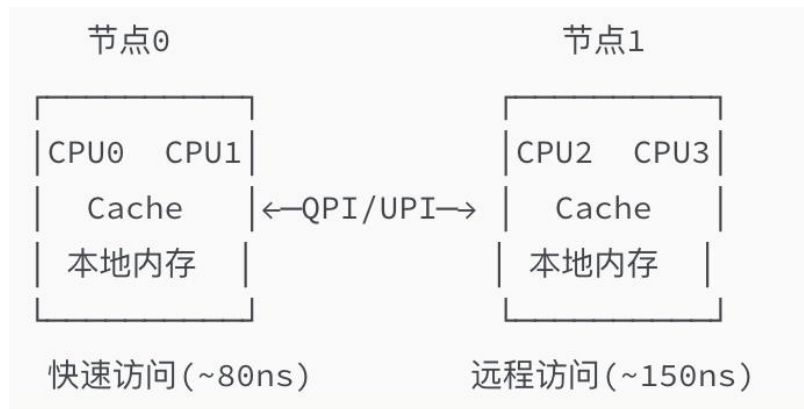 节点0 节点1
CPU0 CPU1 CPU2 CPU3
Cache ←─QPI/UPI─→ Cache
本地内存 本地内存
快速访问(~80ns) 远程访问(~150ns)